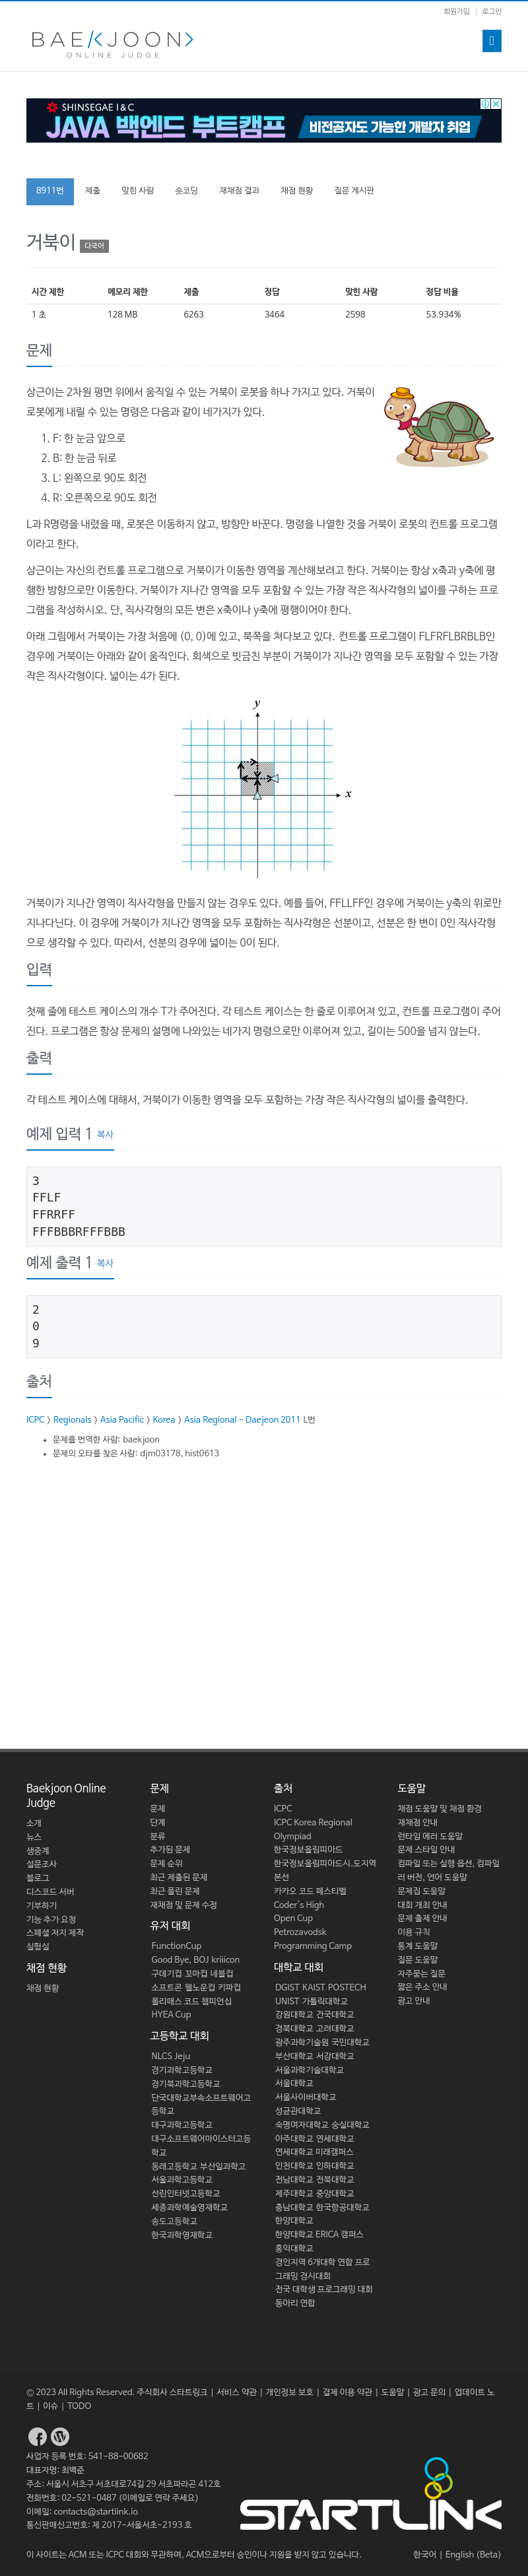 회원가입 | 로그인
BAEKJOON
ONLINE JUDGE
SHINSEGAE I&C
JAVA 백엔드 부트캠프
비전공자도 가능한 개발자 취업
8911번 제출 맞힌 사람 숏코딩 재채점 결과 채점 현황 질문 게시판
거북이 다국어
시간 제한 메모리 제한 제출 정답 맞힌 사람 정답 비율
1 초 128 MB 6263 3464 2598 53.934%
문제
상근이는 2차원 평면 위에서 움직일 수 있는 거북이 로봇을 하나 가지고 있다. 거북이
로봇에게 내릴 수 있는 명령은 다음과 같이 네가지가 있다.
1. F: 한 눈금 앞으로
2. B: 한 눈금 뒤로
3. L: 왼쪽으로 90도 회전
4. R: 오른쪽으로 90도 회전
L과 R명령을 내렸을 때, 로봇은 이동하지 않고, 방향만 바꾼다. 명령을 나열한 것을 거북이 로봇의 컨트롤 프로그램
이라고 한다.
상근이는 자신의 컨트롤 프로그램으로 거북이가 이동한 영역을 계산해보려고 한다. 거북이는 항상 x축과 y축에 평
행한 방향으로만 이동한다. 거북이가 지나간 영역을 모두 포함할 수 있는 가장 작은 직사각형의 넓이를 구하는 프로
그램을 작성하시오. 단, 직사각형의 모든 변은 x축이나 y축에 평행이어야 한다.
아래 그림에서 거북이는 가장 처음에 (0, 0)에 있고, 북쪽을 쳐다보고 있다. 컨트롤 프로그램이 FLFRFLBRBLB인
경우에 거북이는 아래와 같이 움직인다. 회색으로 빗금친 부분이 거북이가 지나간 영역을 모두 포함할 수 있는 가장
작은 직사각형이다. 넓이는 4가 된다.
y
x
거북이가 지나간 영역이 직사각형을 만들지 않는 경우도 있다. 예를 들어, FFLLFF인 경우에 거북이는 y축의 위로만
지나다닌다. 이 경우에 거북이가 지나간 영역을 모두 포함하는 직사각형은 선분이고, 선분은 한 변이 0인 직사각형
으로 생각할 수 있다. 따라서, 선분의 경우에 넓이는 0이 된다.
입력
첫째 줄에 테스트 케이스의 개수 T가 주어진다. 각 테스트 케이스는 한 줄로 이루어져 있고, 컨트롤 프로그램이 주어
진다. 프로그램은 항상 문제의 설명에 나와있는 네가지 명령으로만 이루어져 있고, 길이는 500을 넘지 않는다.
출력
각 테스트 케이스에 대해서, 거북이가 이동한 영역을 모두 포함하는 가장 작은 직사각형의 넓이를 출력한다.
예제 입력 1 복사
3
FFLF
FFRRFF
FFFBBBRFFFBBB
예제 출력 1 복사
2
0
9
출처
ICPC > Regionals > Asia Pacific > Korea > Asia Regional - Daejeon 2011 L번
문제를 번역한 사람: baekjoon
문제의 오타를 찾은 사람: djm03178, hist0613
Baekjoon Online
Judge
소개
뉴스
생중계
설문조사
블로그
디스코드 서버
기부하기
기능 추가 요청
스페셜 저지 제작
실험실
채점 현황
채점 현황
문제
문제
단계
분류
추가된 문제
문제 순위
최근 제출된 문제
최근 풀린 문제
재채점 및 문제 수정
유저 대회
FunctionCup
Good Bye, BOJ kriiicon
구데기컵 꼬마컵 네블컵
소프트콘 웰노운컵 키파컵
폴리매스 코드 챔피언십
HYEA Cup
고등학교 대회
NLCS Jeju
경기과학고등학교
경기북과학고등학교
단국대학교부속소프트웨어고
등학교
대구과학고등학교
대구소프트웨어마이스터고등
학교
동래고등학교 부산일과학고
서울과학고등학교
선린인터넷고등학교
세종과학예술영재학교
송도고등학교
한국과학영재학교
출처
ICPC
ICPC Korea Regional
Olympiad
한국정보올림피아드
한국정보올림피아드시.도지역
본선
카카오 코드 페스티벌
Coder's High
Open Cup
Petrozavodsk
Programming Camp
대학교 대회
DGIST KAIST POSTECH
UNIST 가톨릭대학교
강원대학교 건국대학교
경북대학교 고려대학교
광주과학기술원 국민대학교
부산대학교 서강대학교
서울과학기술대학교
서울대학교
서울시립대학교
성균관대학교
숙명여자대학교 숭실대학교
아주대학교 연세대학교
연세대학교 미래캠퍼스
인천대학교 인하대학교
전남대학교 전북대학교
제주대학교 중앙대학교
충남대학교 한국항공대학교
한양대학교
한양대학교 ERICA 캠퍼스
홍익대학교
경인지역 6개대학 연합 프로
그래밍 경시대회
전국 대학생 프로그래밍 대회
동아리 연합
도움말
채점 도움말 및 채점 환경
재채점 안내
런타임 에러 도움말
문제 스타일 안내
컴파일 또는 실행 옵션, 컴파일
러 버전, 언어 도움말
문제집 도움말
대회 개최 안내
문제 출제 안내
이용 규칙
통계 도움말
질문 도움말
자주묻는 질문
짧은 주소 안내
광고 안내
© 2023 All Rights Reserved. 주식회사 스타트링크 | 서비스 약관 | 개인정보 보호 | 결제 이용 약관 | 도움말 | 광고 문의 | 업데이트 노
트 | 이슈 | TODO
사업자 등록 번호: 541-88-00682
대표자명: 최백준
주소: 서울시 서초구 서초대로74길 29 서초파라곤 412호
전화번호: 02-521-0487 (이메일로 연락 주세요)
이메일: contacts@startlink.io
통신판매신고번호: 제 2017-서울서초-2193 호
STARTLINK
이 사이트는 ACM 또는 ICPC 대회와 무관하며, ACM으로부터 승인이나 지원을 받지 않고 있습니다.
한국어 | English (Beta)